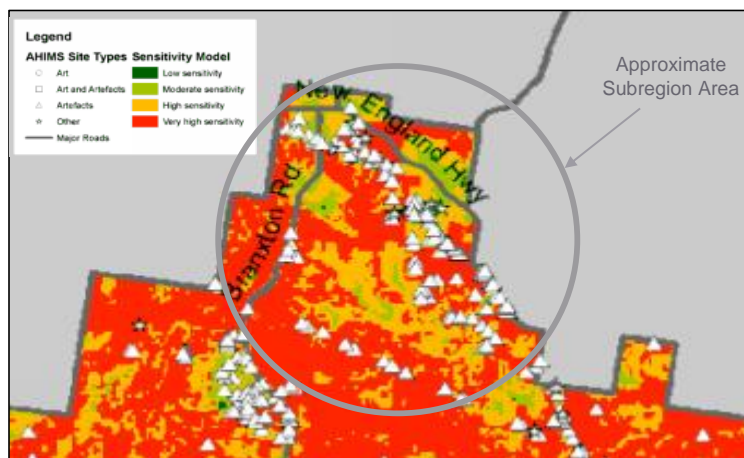 Legend
AHIMS Site Types
Art
Art and Artefacts
Artefacts
Other
Major Roads
Sensitivity Model
Low sensitivity
Moderate sensitivity
High sensitivity
Very high sensitivity
Approximate
Subregion Area
New England Hwy
Branxton Rd